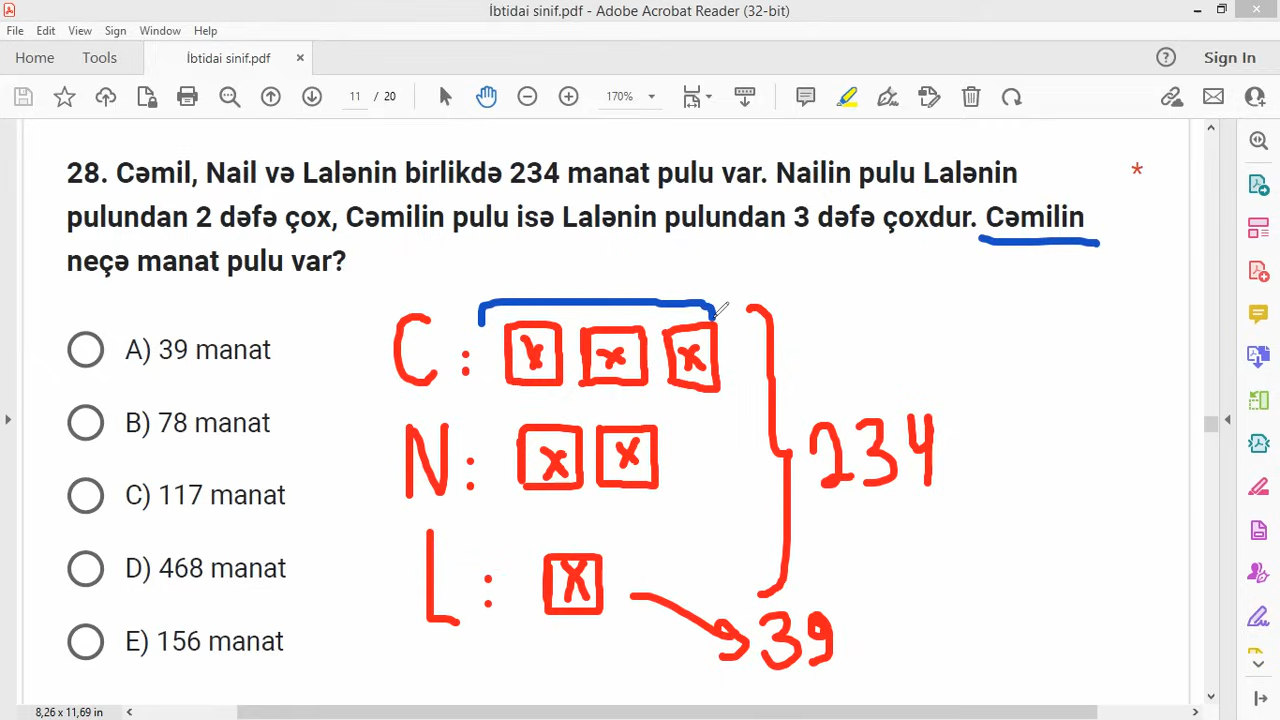 İbtidai sinif.pdf - Adobe Acrobat Reader (32-bit)
File Edit View Sign Window Help
Home Tools İbtidai sinif.pdf × ? Sign In
11 / 20 170%
28. Cəmil, Nail və Lalənin birlikdə 234 manat pulu var. Nailin pulu Lalənin *
pulundan 2 dəfə çox, Cəmilin pulu isə Lalənin pulundan 3 dəfə çoxdur. Cəmilin
neçə manat pulu var?
A) 39 manat
B) 78 manat
C) 117 manat
D) 468 manat
E) 156 manat
C: x x x
N: x x
234
L: x
39
8,26 x 11,69 in